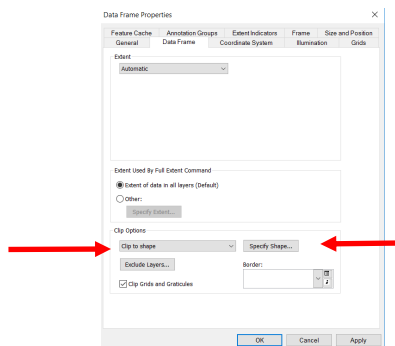 Data Frame Properties
Feature Cache Annotation Groups Extent Indicators Frame Size and Position
General Data Frame Coordinate System Illumination Grids
Extent
Automatic
Extent Used By Full Extent Command
Extent of data in all layers (Default)
Other:
Specify Extent...
Clip Options
Clip to shape Specify Shape...
Exclude Layers... Border:
Clip Grids and Graticules
OK Cancel Apply